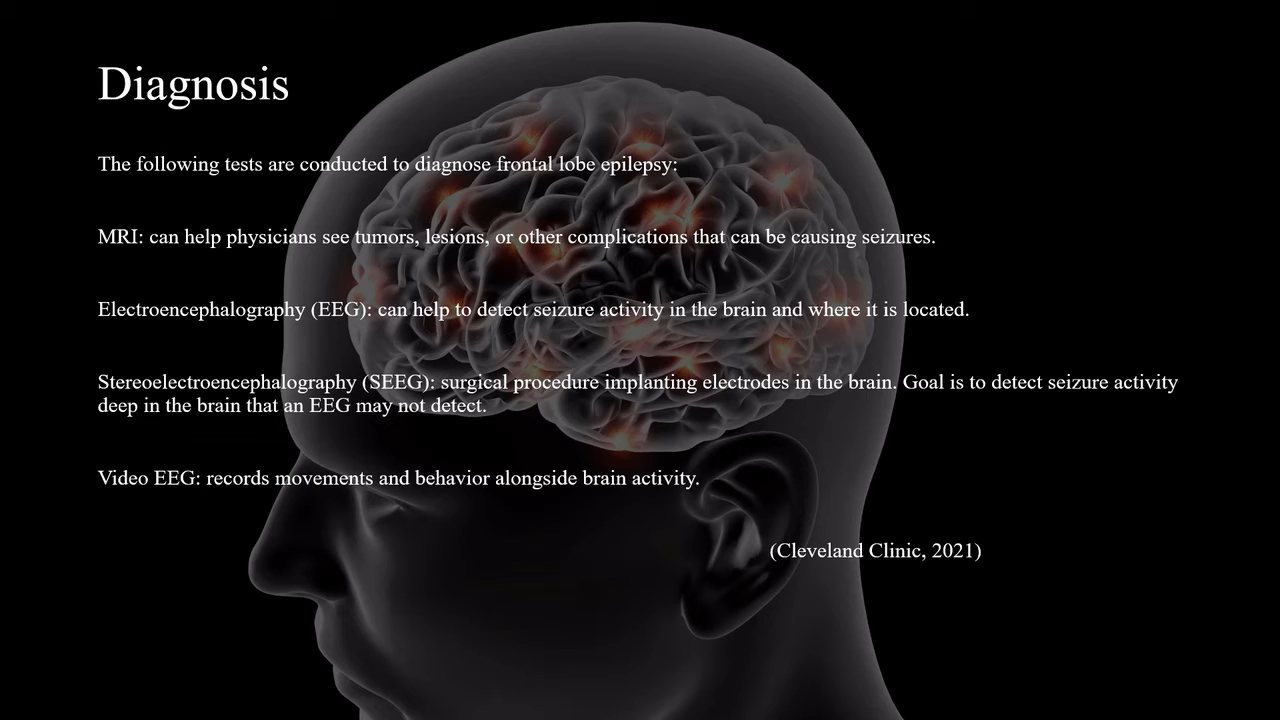 Diagnosis
The following tests are conducted to diagnose frontal lobe epilepsy:
MRI: can help physicians see tumors, lesions, or other complications that can be causing seizures.
Electroencephalography (EEG): can help to detect seizure activity in the brain and where it is located.
Stereoelectroencephalography (SEEG): surgical procedure implanting electrodes in the brain. Goal is to detect seizure activity
deep in the brain that an EEG may not detect.
Video EEG: records movements and behavior alongside brain activity.
(Cleveland Clinic, 2021)